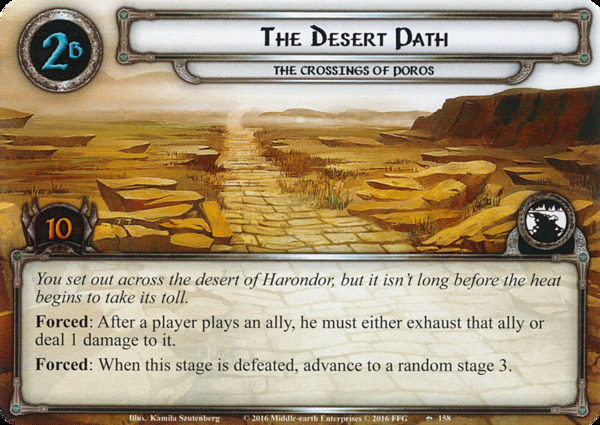 2B
THE DESERT PATH
THE CROSSINGS OF POROS
10
You set out across the desert of Harondor, but it isn't long before the heat
begins to take its toll.
Forced: After a player plays an ally, he must either exhaust that ally or
deal 1 damage to it.
Forced: When this stage is defeated, advance to a random stage 3.
Illus. Kamila Szutenberg © 2016 Middle-earth Enterprises © 2016 FFG 158